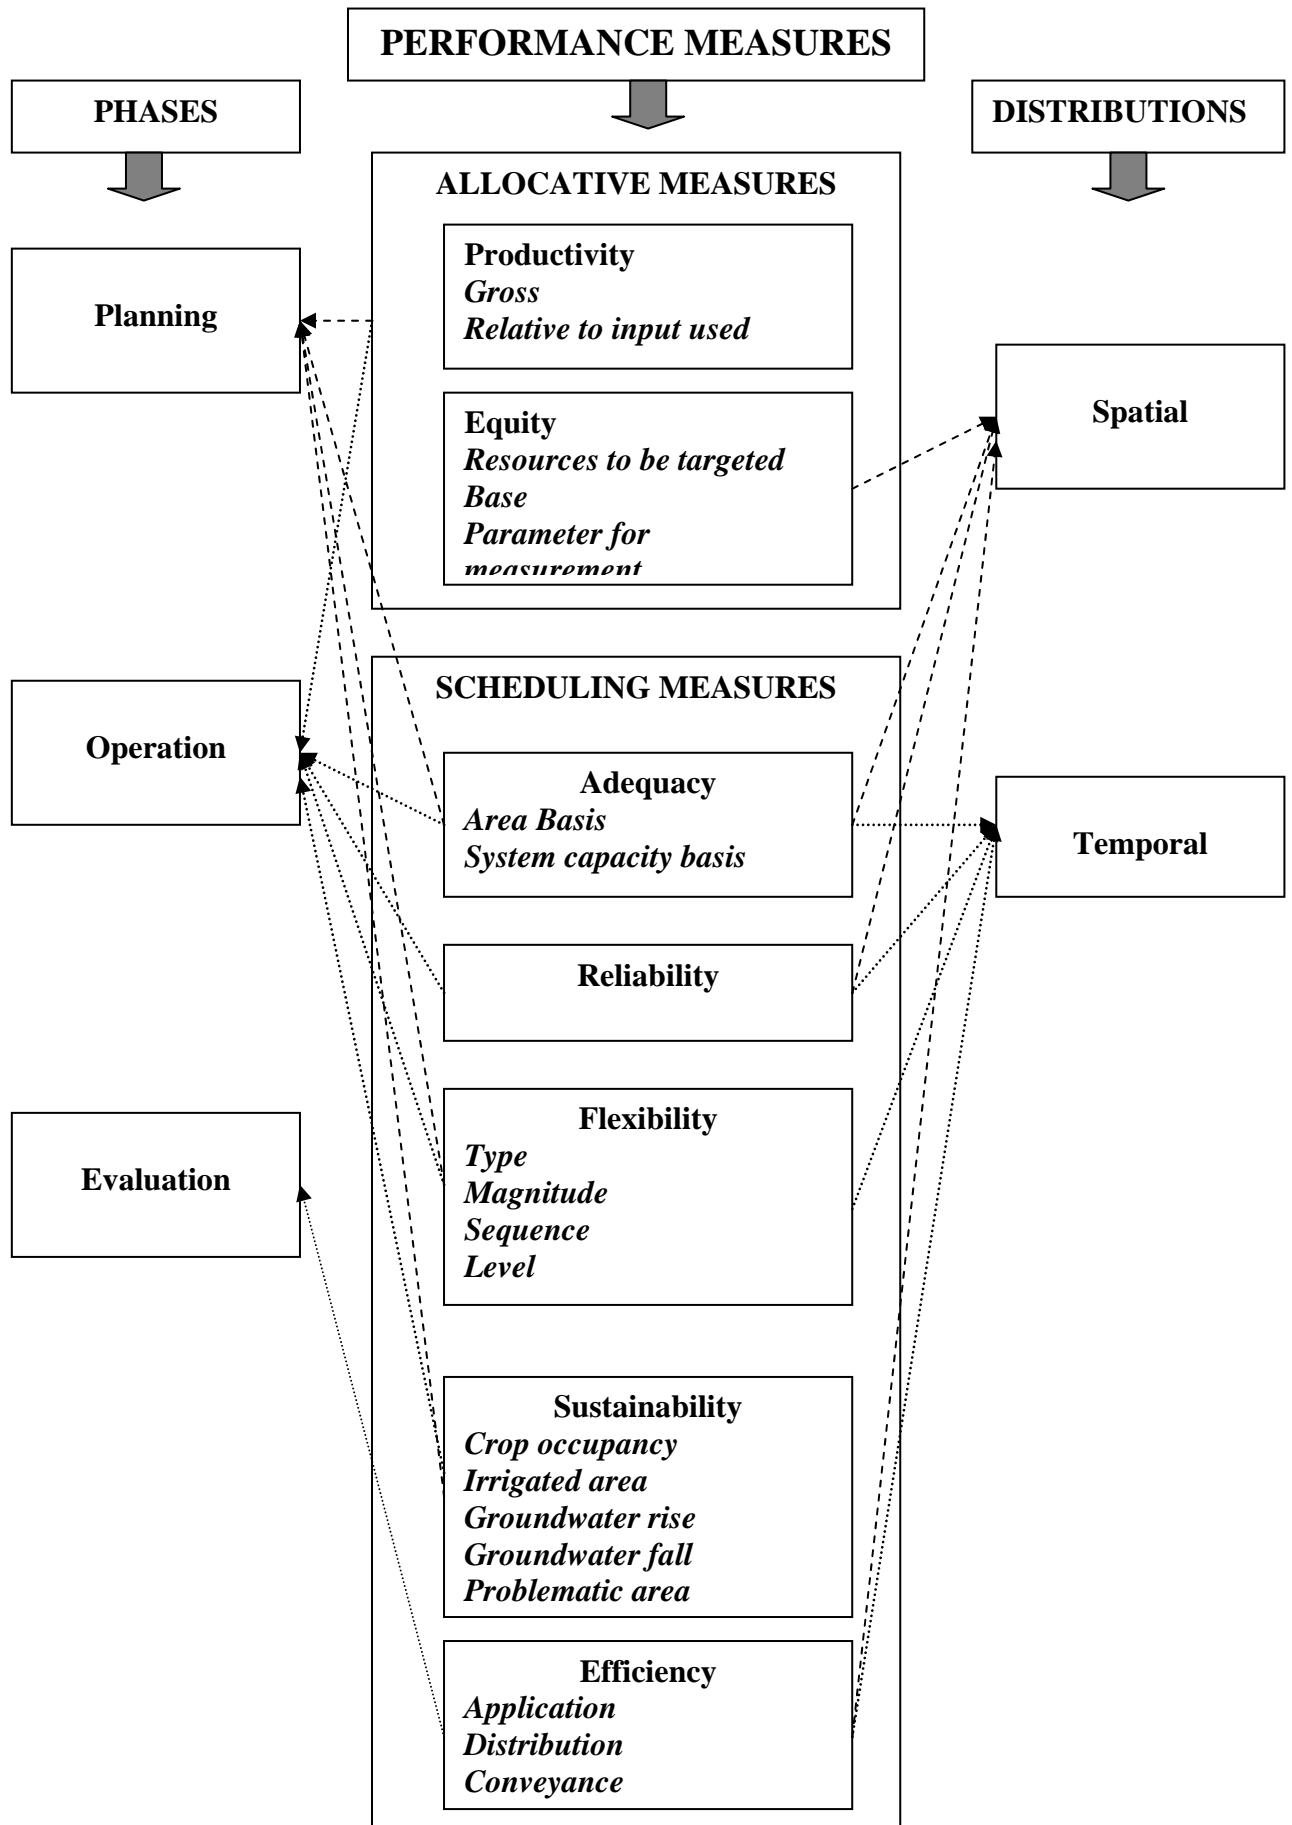 PERFORMANCE MEASURES
PHASES
DISTRIBUTIONS
ALLOCATIVE MEASURES
Productivity
Gross
Relative to input used
Planning
Equity
Resources to be targeted
Base
Parameter for
measurement
Spatial
SCHEDULING MEASURES
Operation
Adequacy
Area Basis
System capacity basis
Temporal
Reliability
Flexibility
Type
Magnitude
Sequence
Level
Evaluation
Sustainability
Crop occupancy
Irrigated area
Groundwater rise
Groundwater fall
Problematic area
Efficiency
Application
Distribution
Conveyance